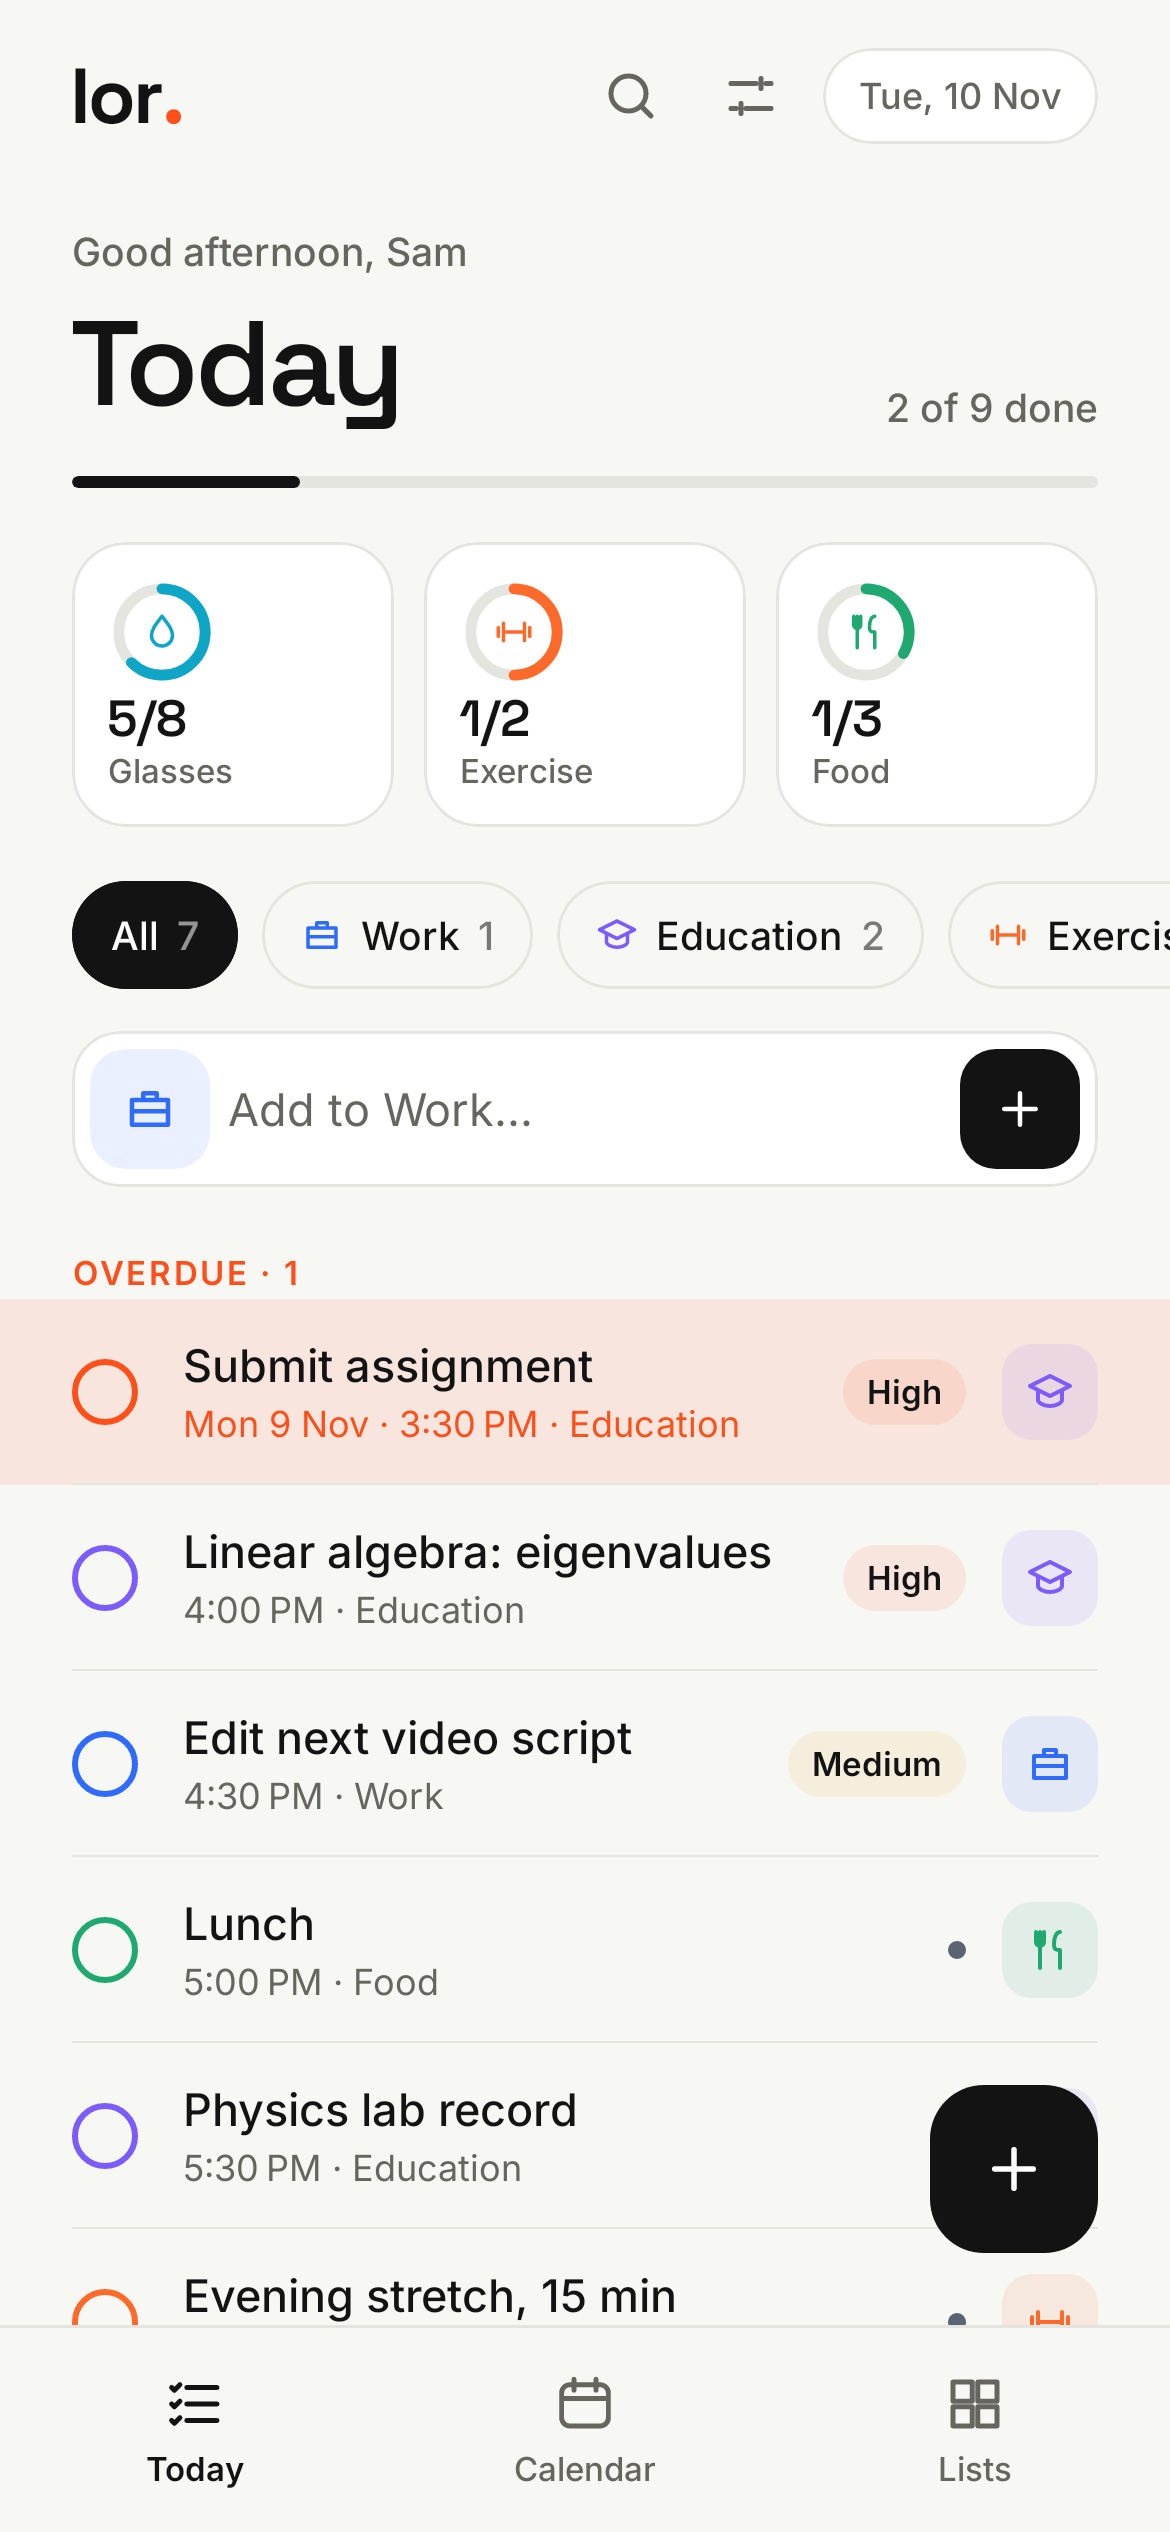 lor.
Tue, 10 Nov
Good afternoon, Sam
Today
2 of 9 done
5/8
Glasses
1/2
Exercise
1/3
Food
All 7
Work 1
Education 2
Exercis
Add to Work...
OVERDUE · 1
Submit assignment
Mon 9 Nov · 3:30 PM · Education
High
Linear algebra: eigenvalues
4:00 PM · Education
High
Edit next video script
4:30 PM · Work
Medium
Lunch
5:00 PM · Food
Physics lab record
5:30 PM · Education
Evening stretch, 15 min
Today
Calendar
Lists